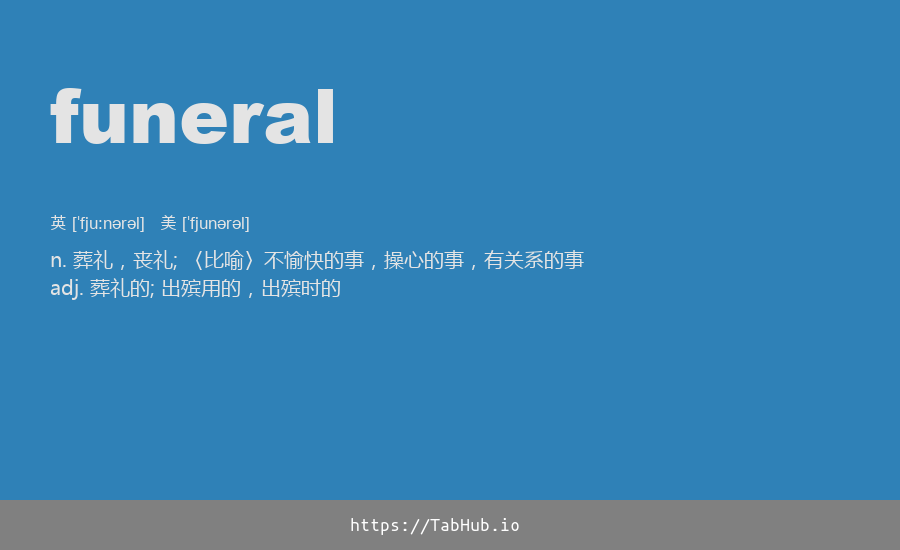 funeral
英 [ˈfjuːnərəl]   美 [ˈfjunərəl]
n. 葬礼，丧礼; 〈比喻〉不愉快的事，操心的事，有关系的事
adj. 葬礼的; 出殡用的，出殡时的
https://TabHub.io